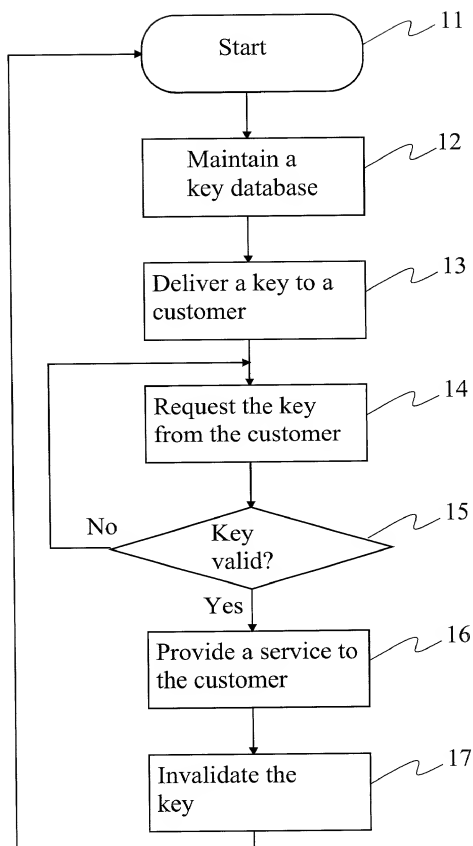 11
Start
12
Maintain a
key database
13
Deliver a key to a
customer
14
Request the key
from the customer
15
No
Key
valid?
Yes
16
Provide a service to
the customer
17
Invalidate the
key